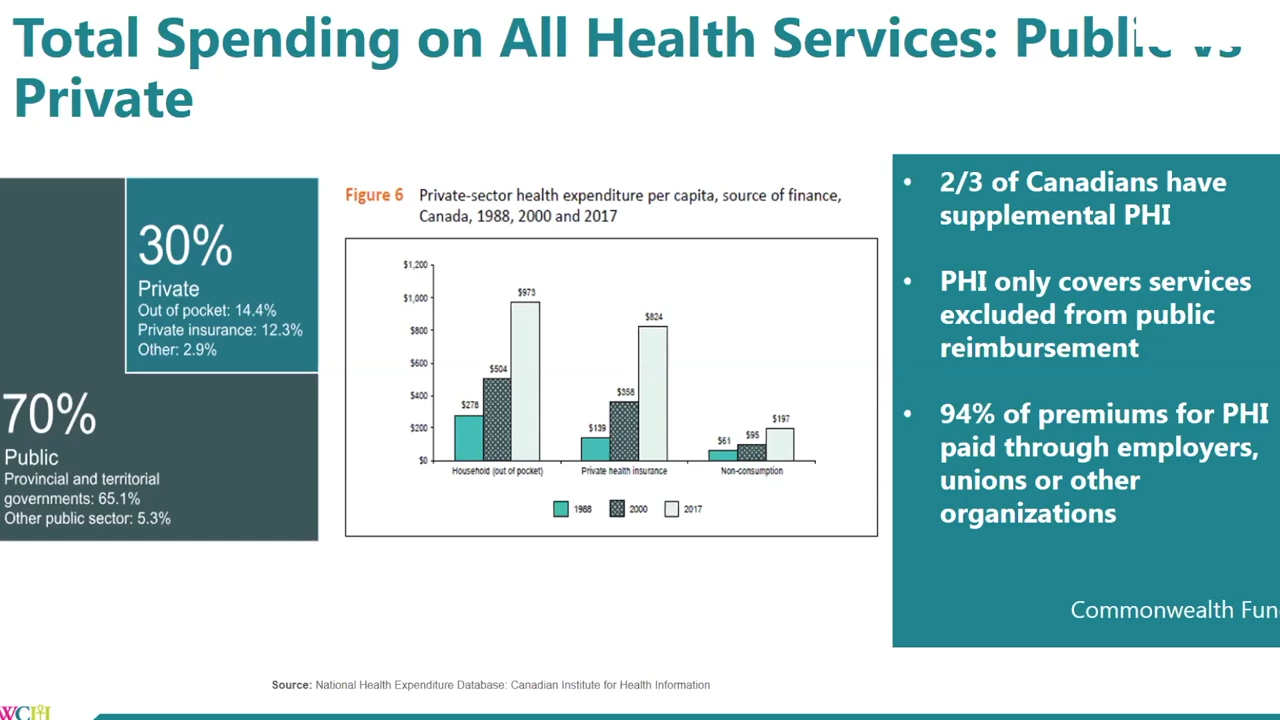 Total Spending on All Health Services: Public vs
Private
30%
Private
Out of pocket: 14.4%
Private insurance: 12.3%
Other: 2.9%
70%
Public
Provincial and territorial
governments: 65.1%
Other public sector: 5.3%
Figure 6 Private-sector health expenditure per capita, source of finance,
Canada, 1988, 2000 and 2017
$1,200
$1,000
$800
$600
$400
$200
$0
$278
$504
$973
$139
$358
$824
$61
$95
$197
Household (out of pocket)
Private health insurance
Non-consumption
1988
2000
2017
• 2/3 of Canadians have
supplemental PHI
• PHI only covers services
excluded from public
reimbursement
• 94% of premiums for PHI
paid through employers,
unions or other
organizations
Commonwealth Fun
Source: National Health Expenditure Database: Canadian Institute for Health Information
WCH